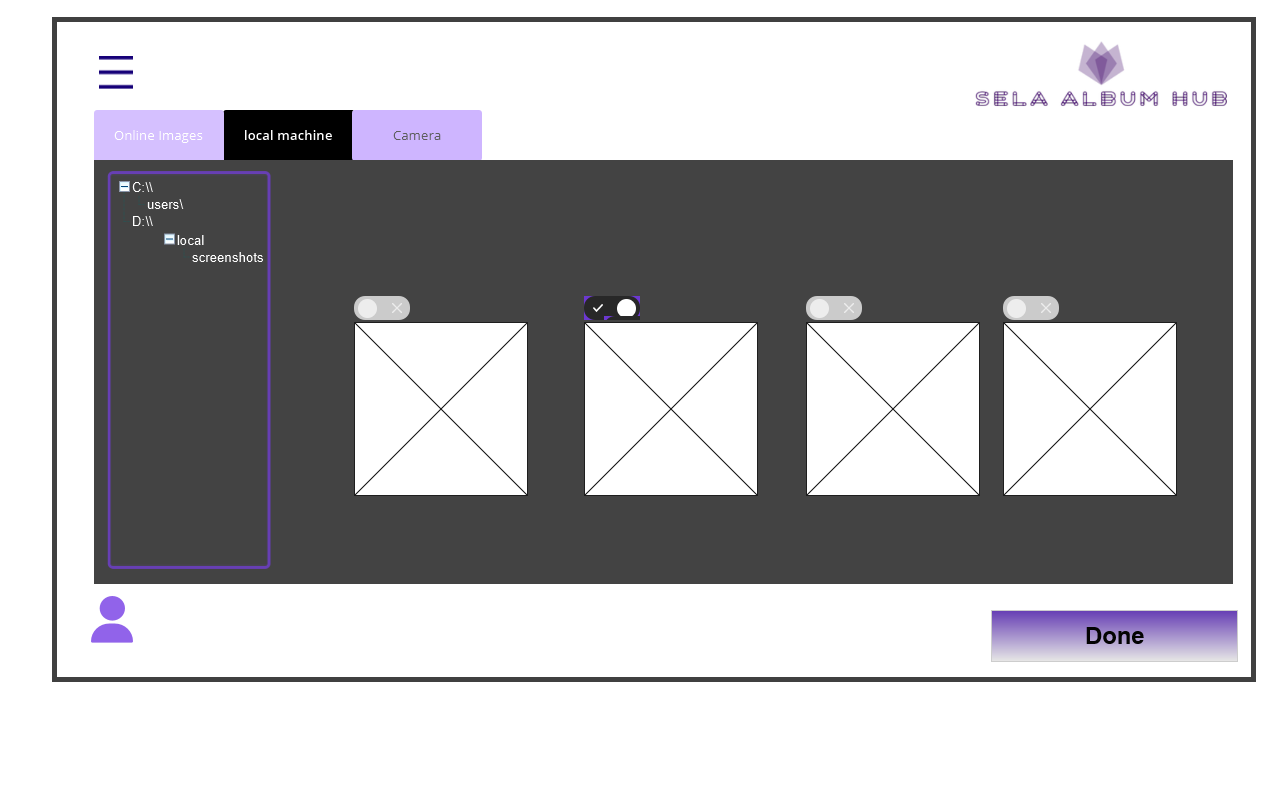 SELA ALBUM HUB
Online Images
local machine
Camera
C:\\
users\
D:\\
local
screenshots
Done